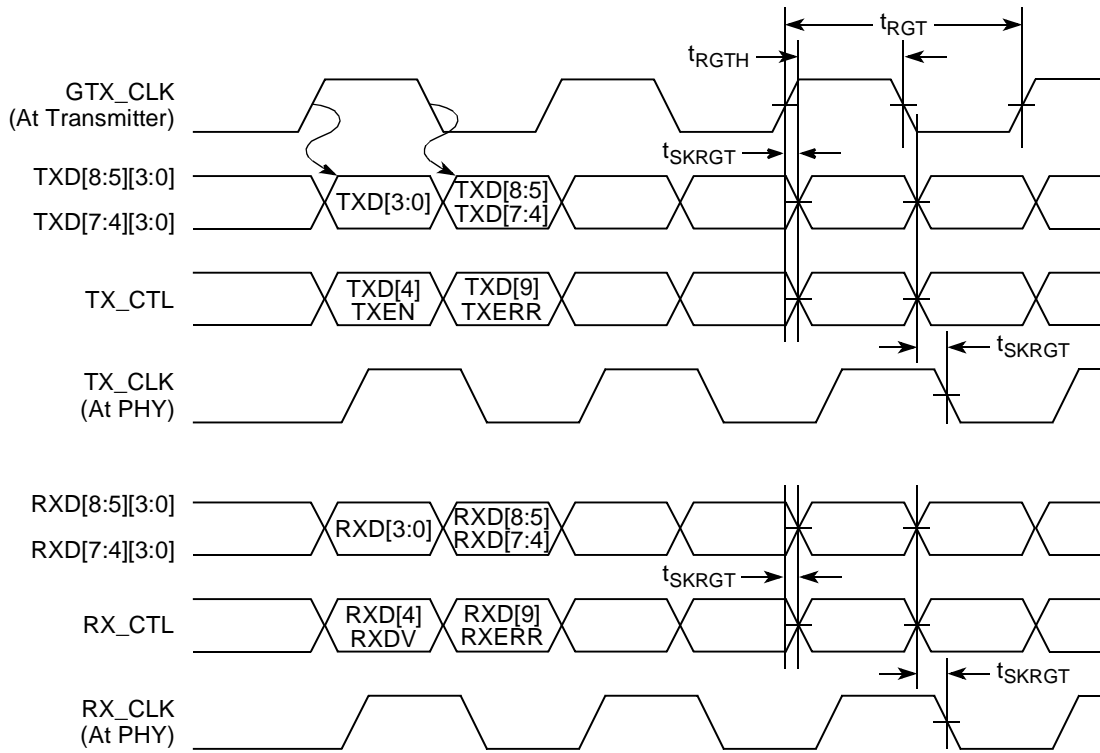 tRGT
tRGTH
GTX_CLK
(At Transmitter)
tSKRGT
TXD[8:5][3:0]
TXD[7:4][3:0]
TXD[3:0]
TXD[8:5]
TXD[7:4]
TX_CTL
TXD[4]
TXEN
TXD[9]
TXERR
tSKRGT
TX_CLK
(At PHY)
RXD[8:5][3:0]
RXD[7:4][3:0]
RXD[3:0]
RXD[8:5]
RXD[7:4]
tSKRGT
RX_CTL
RXD[4]
RXDV
RXD[9]
RXERR
tSKRGT
RX_CLK
(At PHY)